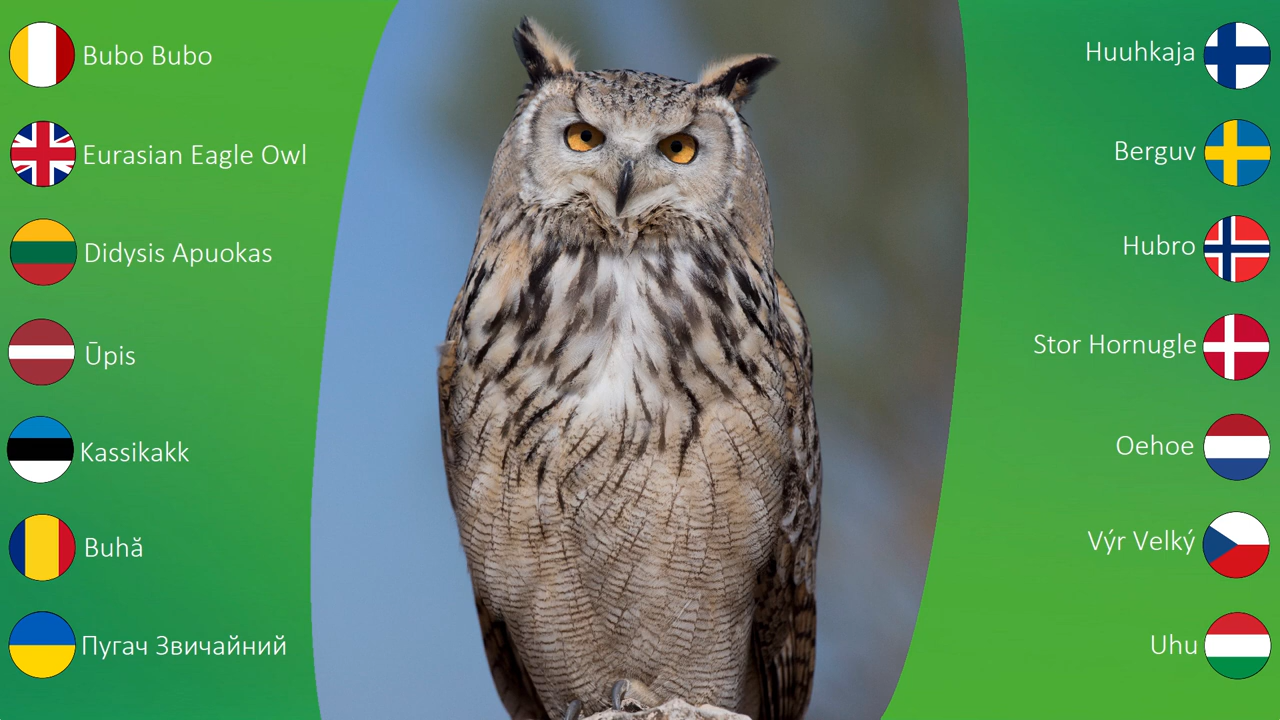 Bubo Bubo
Eurasian Eagle Owl
Didysis Apuokas
Ūpis
Kassikakk
Buhă
Пугач Звичайний
Huuhkaja
Berguv
Hubro
Stor Hornugle
Oehoe
Výr Velký
Uhu